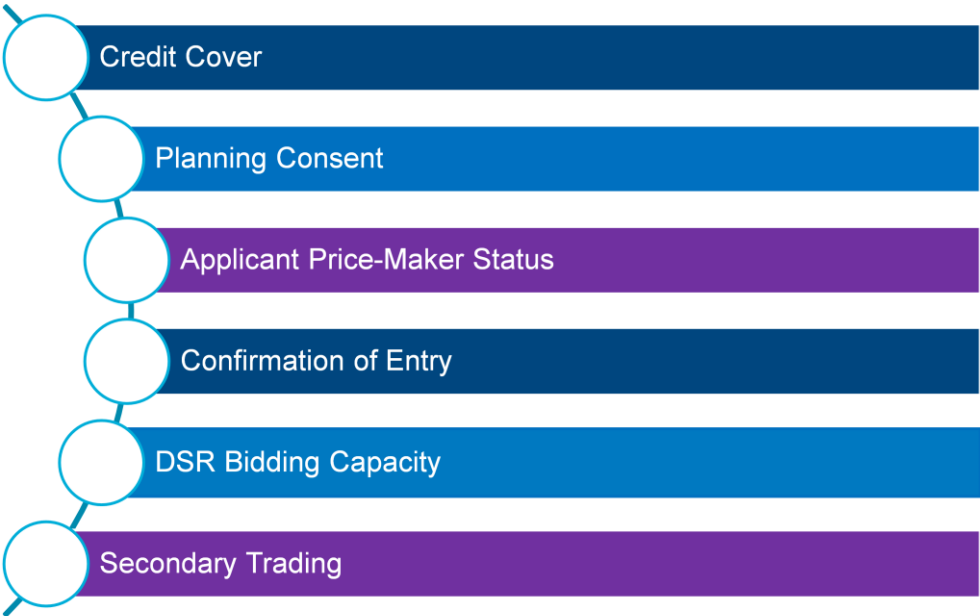 Credit Cover
Planning Consent
Applicant Price-Maker Status
Confirmation of Entry
DSR Bidding Capacity
Secondary Trading